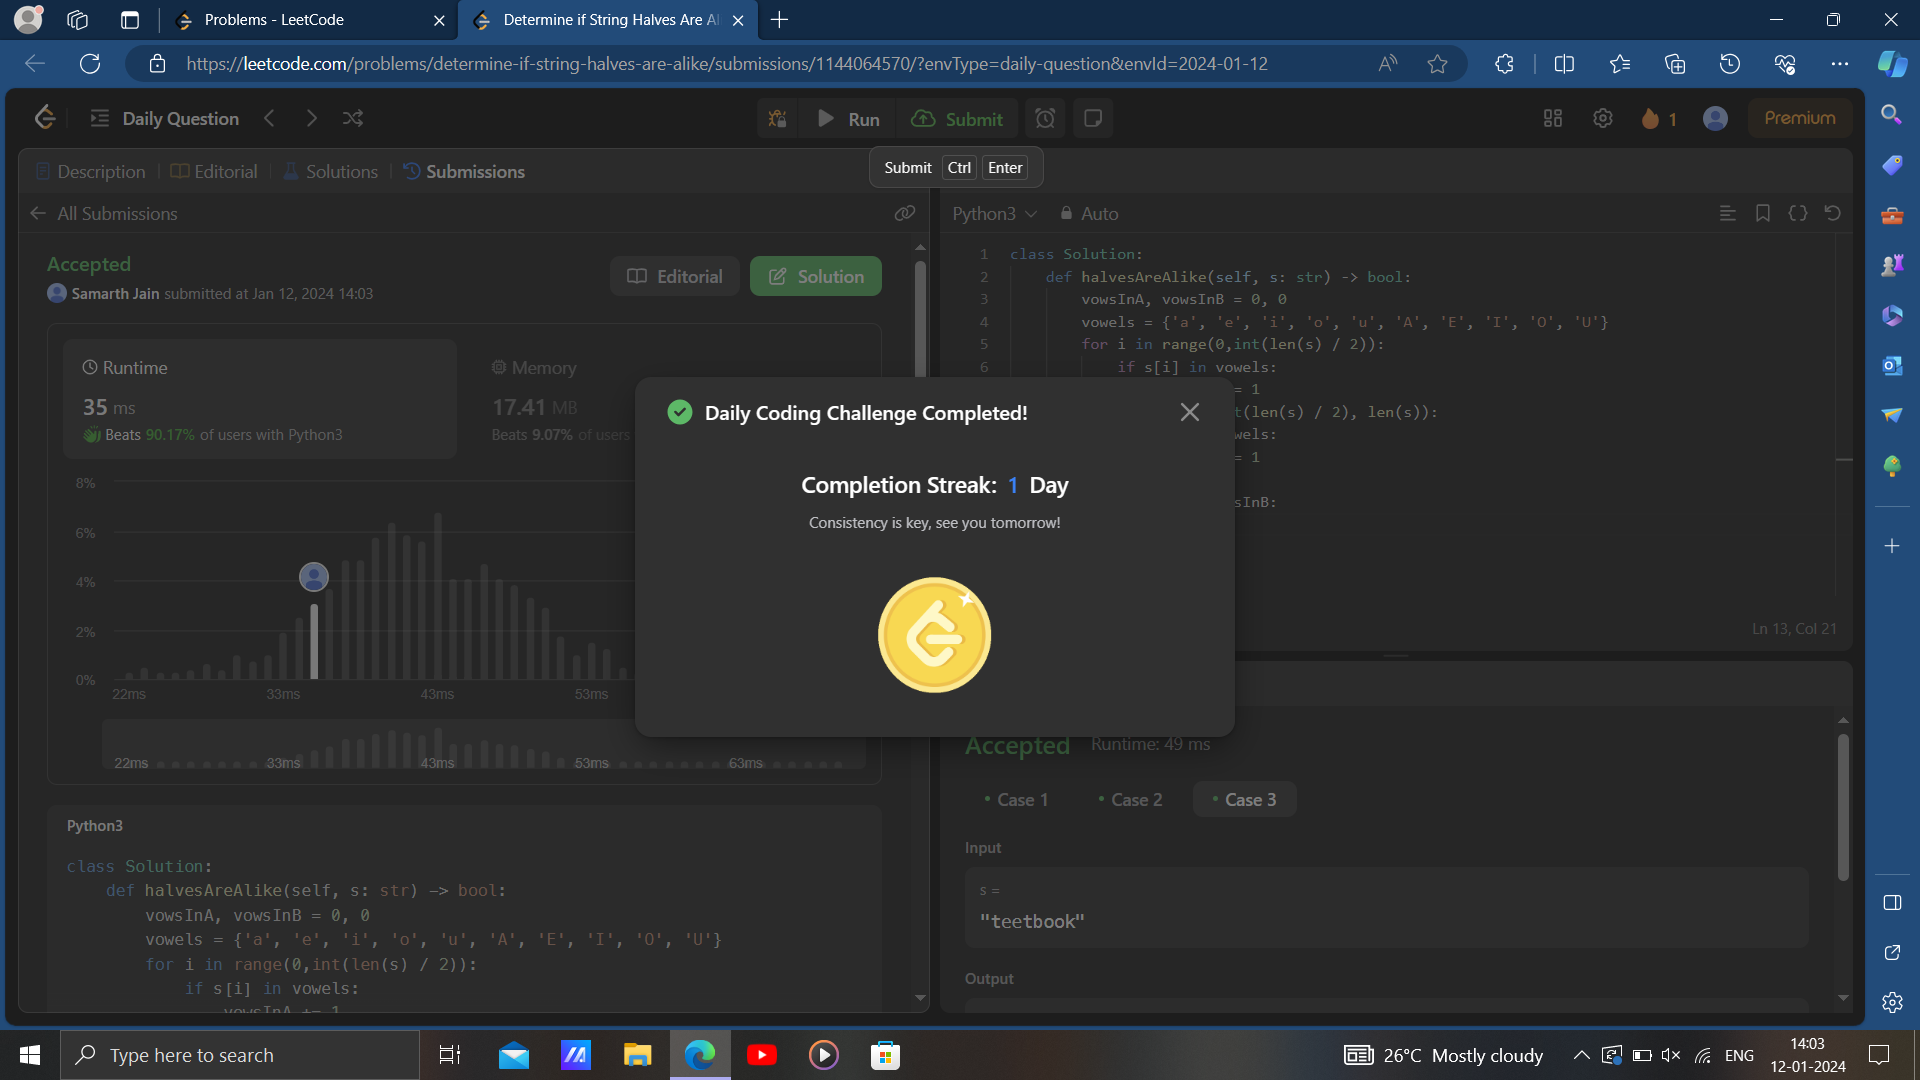 Problems - LeetCode
Determine if String Halves Are Al
https://leetcode.com/problems/determine-if-string-halves-are-alike/submissions/1144064570/?envType=daily-question&envId=2024-01-12
Daily Question
Run
Submit
1
Premium
Submit Ctrl Enter
Description
Editorial
Solutions
Submissions
All Submissions
Accepted
Samarth Jain submitted at Jan 12, 2024 14:03
Editorial
Solution
Runtime
35 ms
Beats 90.17% of users with Python3
Memory
17.41 MB
Beats 9.07% of users
8%
6%
4%
2%
0%
22ms 33ms 43ms 53ms
22ms 33ms 43ms 53ms 63ms
Python3
class Solution:
def halvesAreAlike(self, s: str) -> bool:
vowsInA, vowsInB = 0, 0
vowels = {'a', 'e', 'i', 'o', 'u', 'A', 'E', 'I', 'O', 'U'}
for i in range(0,int(len(s) / 2)):
if s[i] in vowels:
vowsInA += 1
Python3
Auto
1 class Solution:
2 def halvesAreAlike(self, s: str) -> bool:
3 vowsInA, vowsInB = 0, 0
4 vowels = {'a', 'e', 'i', 'o', 'u', 'A', 'E', 'I', 'O', 'U'}
5 for i in range(0,int(len(s) / 2)):
6 if s[i] in vowels:
= 1
t(len(s) / 2), len(s)):
wels:
= 1
sInB:
Ln 13, Col 21
Daily Coding Challenge Completed!
Completion Streak: 1 Day
Consistency is key, see you tomorrow!
Accepted Runtime: 49 ms
Case 1
Case 2
Case 3
Input
s =
"teetbook"
Output
Type here to search
26°C Mostly cloudy
ENG
14:03
12-01-2024